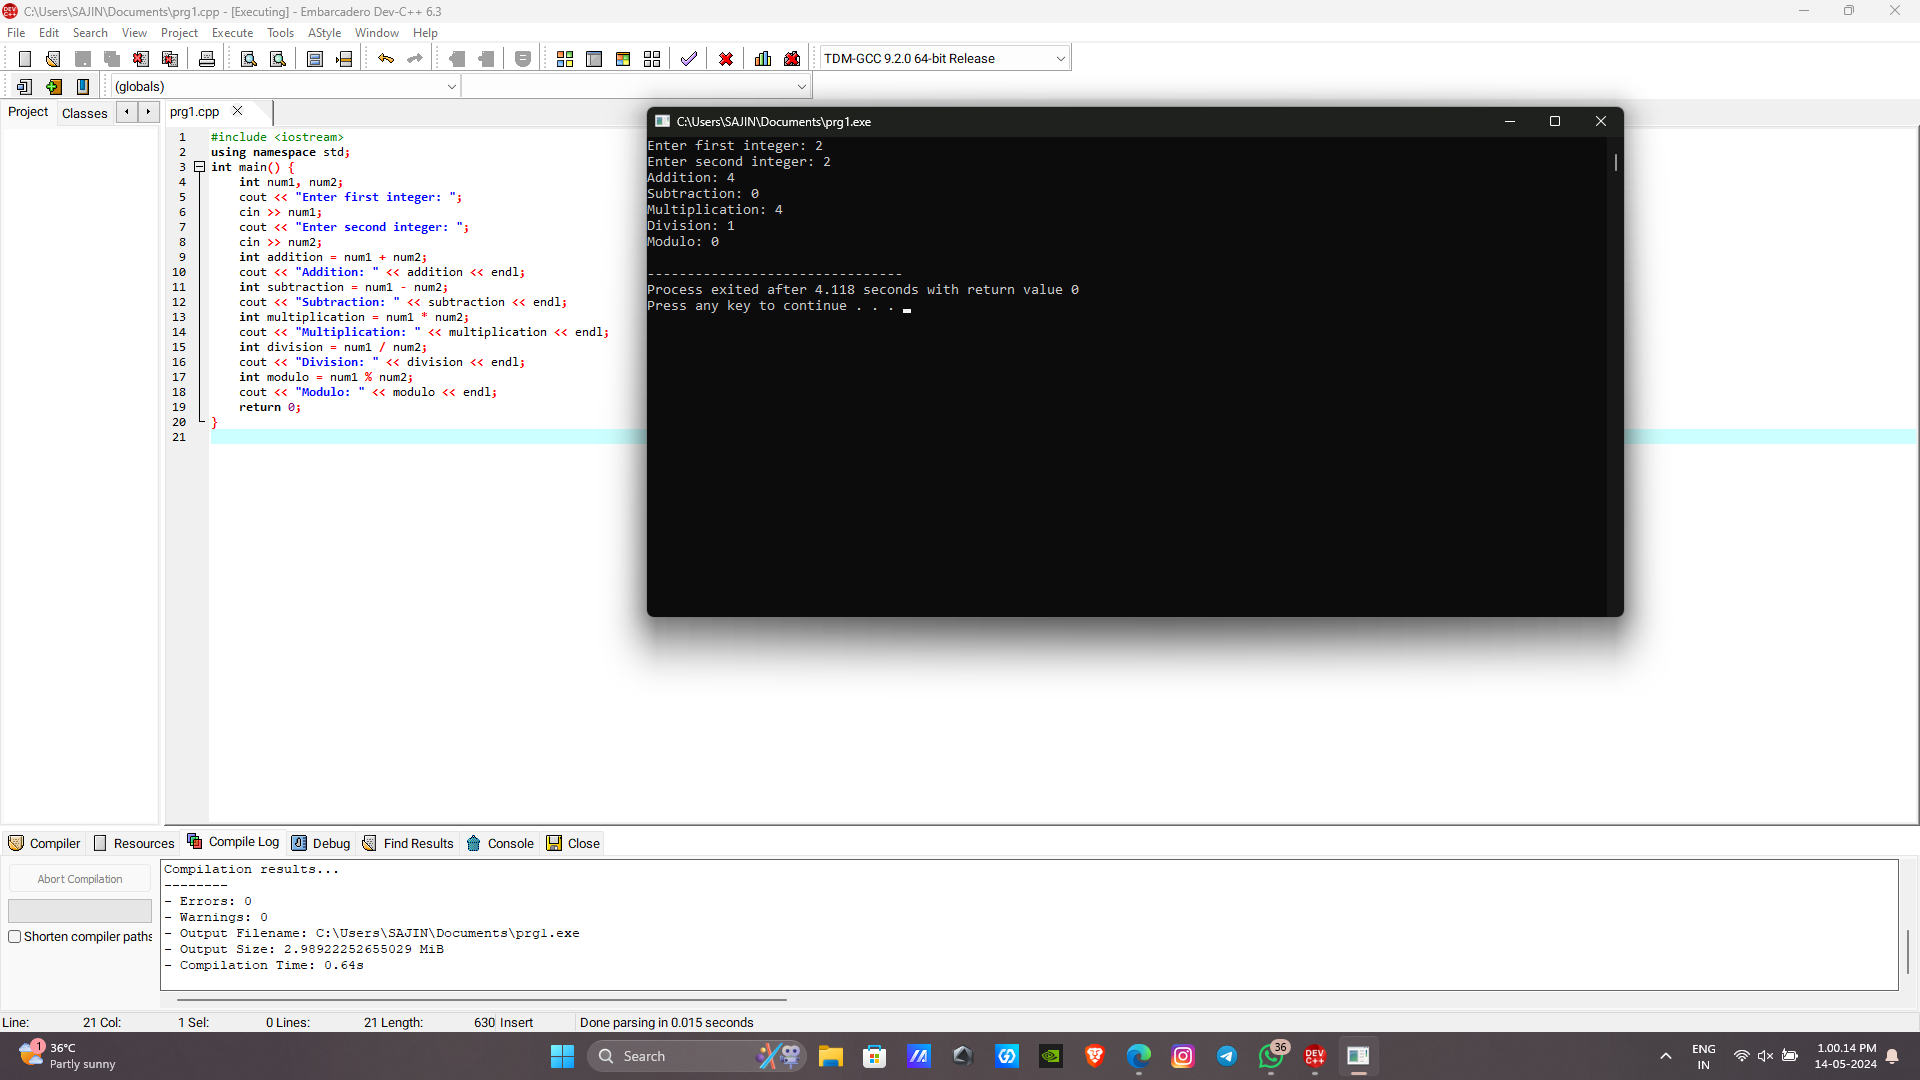 C:\Users\SAJIN\Documents\prg1.cpp - [Executing] - Embarcadero Dev-C++ 6.3
File Edit Search View Project Execute Tools AStyle Window Help
TDM-GCC 9.2.0 64-bit Release
(globals)
Project Classes prg1.cpp
1 #include <iostream>
2 using namespace std;
3 int main() {
4 int num1, num2;
5 cout << "Enter first integer: ";
6 cin >> num1;
7 cout << "Enter second integer: ";
8 cin >> num2;
9 int addition = num1 + num2;
10 cout << "Addition: " << addition << endl;
11 int subtraction = num1 - num2;
12 cout << "Subtraction: " << subtraction << endl;
13 int multiplication = num1 * num2;
14 cout << "Multiplication: " << multiplication << endl;
15 int division = num1 / num2;
16 cout << "Division: " << division << endl;
17 int modulo = num1 % num2;
18 cout << "Modulo: " << modulo << endl;
19 return 0;
20 }
21
C:\Users\SAJIN\Documents\prg1.exe
Enter first integer: 2
Enter second integer: 2
Addition: 4
Subtraction: 0
Multiplication: 4
Division: 1
Modulo: 0
--------------------------------
Process exited after 4.118 seconds with return value 0
Press any key to continue . . .
Compiler Resources Compile Log Debug Find Results Console Close
Abort Compilation
Shorten compiler paths
Compilation results...
--------
- Errors: 0
- Warnings: 0
- Output Filename: C:\Users\SAJIN\Documents\prg1.exe
- Output Size: 2.98922252655029 MiB
- Compilation Time: 0.64s
Line: 21 Col: 1 Sel: 0 Lines: 21 Length: 630 Insert Done parsing in 0.015 seconds
1
36°C
Partly sunny
Search
36
DEV
C++
ENG
IN
1.00.14 PM
14-05-2024